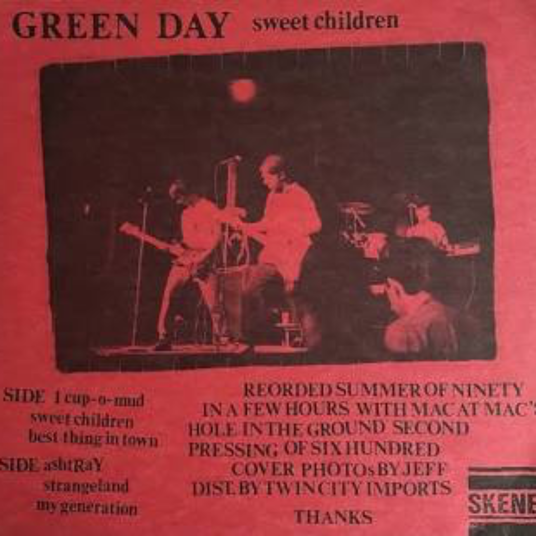 GREEN DAY sweet children
SIDE 1 cup-o-mud
sweet children
best thing in town
SIDE ashtRaY
strangeland
my generation
REORDED SUMMER OF NINETY
IN A FEW HOURS WITH MAC AT MAC'S
HOLE IN THE GROUND SECOND
PRESSING OF SIX HUNDRED
COVER PHOTOs BY JEFF
DIST. BY TWIN CITY IMPORTS
THANKS
SKENE